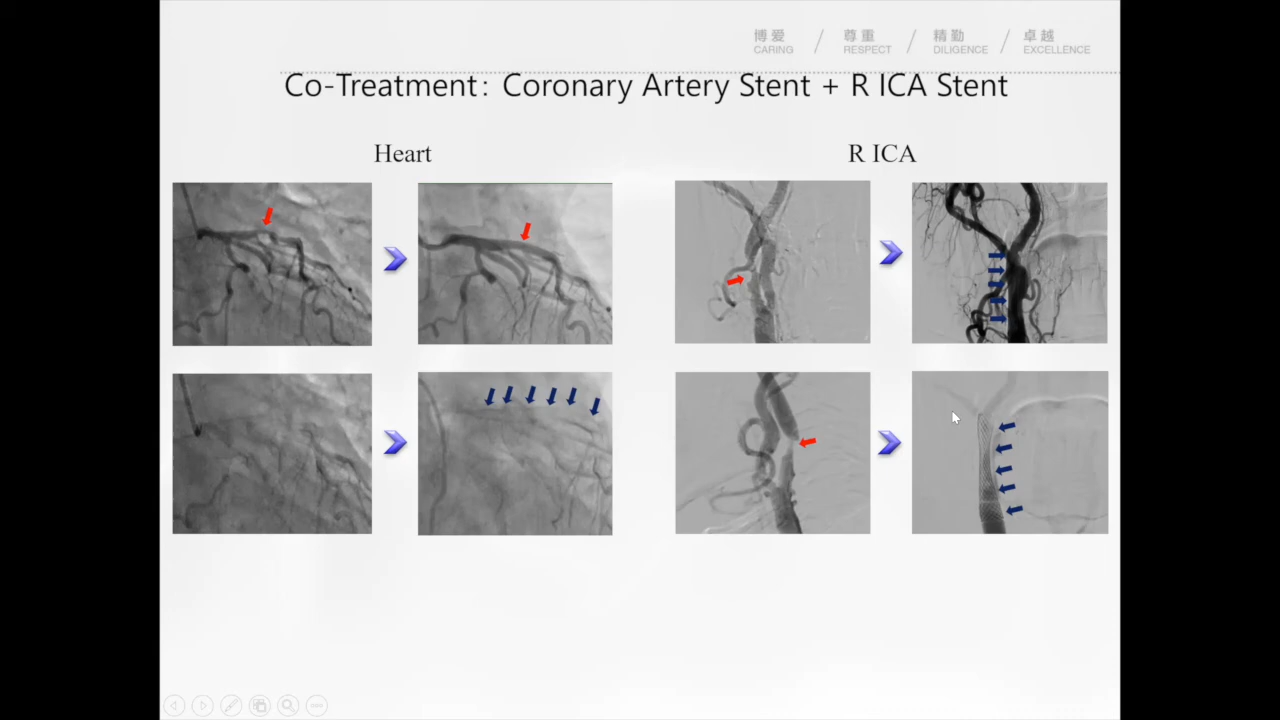 博爱 / 尊重 / 精勤 / 卓越
CARING RESPECT DILIGENCE EXCELLENCE
Co-Treatment: Coronary Artery Stent + R ICA Stent
Heart
R ICA